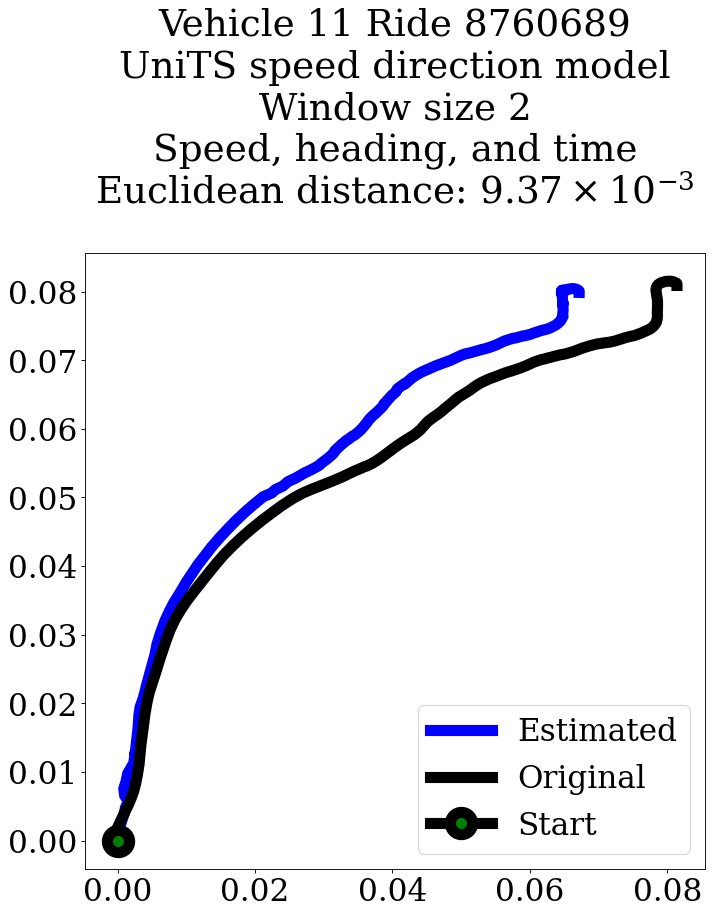 Vehicle 11 Ride 8760689
UniTS speed direction model
Window size 2
Speed, heading, and time
Euclidean distance: 9.37 × 10⁻³
0.08
0.07
0.06
0.05
0.04
0.03
0.02
0.01
0.00
Estimated
Original
Start
0.00 0.02 0.04 0.06 0.08